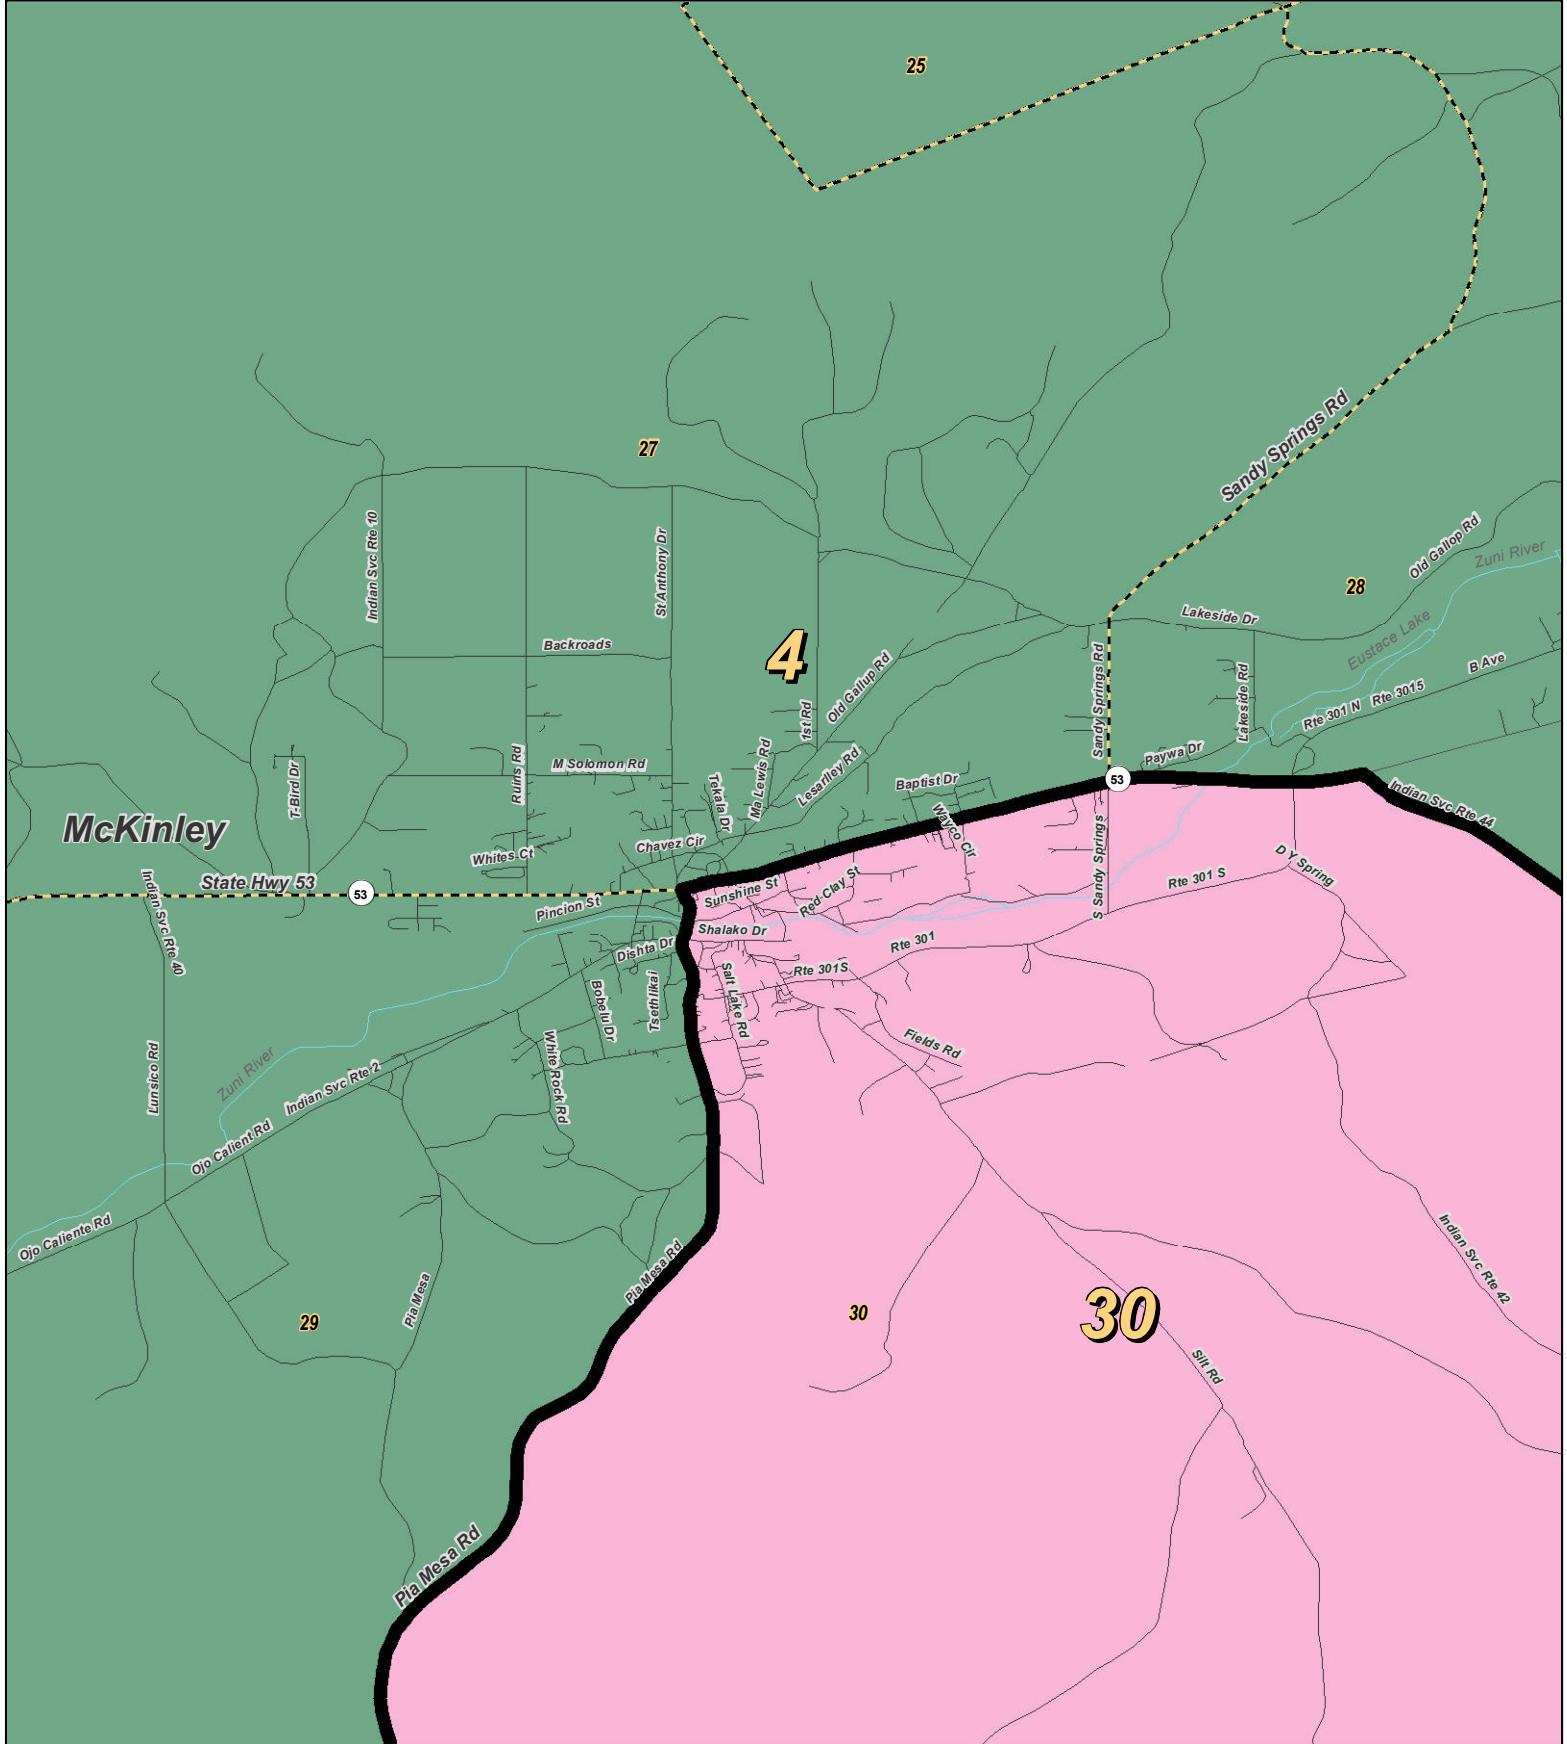 25
Sandy Springs Rd
27
Indian Svc Rte 10
St Anthony Dr
Old Gallop Rd
Zuni River
28
Lakeside Dr
Eustace Lake
Backroads
4
Old Gallup Rd
Sandy Springs Rd
Lakeside Rd
B Ave
Rte 3015
Rte 301 N
1st Rd
Paywa Dr
M Solomon Rd
Ruins Rd
T-Bird Dr
Tekala Dr
Ma Lewis Rd
Lesarlley Rd
Baptist Dr
53
Indian Svc Rte 44
McKinley
Wayco Cir
Chavez Cir
Whites Ct
S Sandy Springs
D Y Spring
Rte 301 S
State Hwy 53
53
Sunshine St
Red Clay St
Pincion St
Indian Svc Rte 40
Shalako Dr
Dishta Dr
Rte 301
Rte 301S
Salt Lake Rd
Tsethlikai
Bobelu Dr
Fields Rd
White Rock Rd
Lunsico Rd
Zuni River
Indian Svc Rte 2
Ojo Calient Rd
Ojo Caliente Rd
Pia Mesa Rd
Pia Mesa
Indian Svc Rte 42
29
30
30
Silt Rd
Pia Mesa Rd